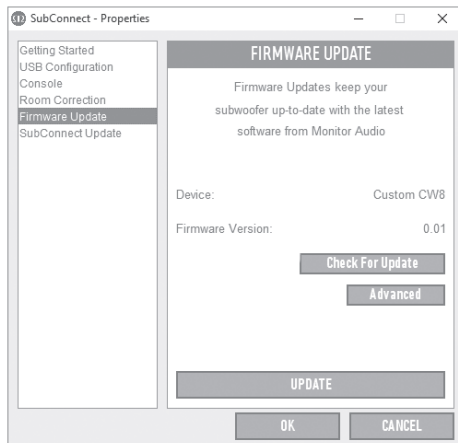 SubConnect - Properties
Getting Started
USB Configuration
Console
Room Correction
Firmware Update
SubConnect Update
FIRMWARE UPDATE
Firmware Updates keep your
subwoofer up-to-date with the latest
software from Monitor Audio
Device: Custom CW8
Firmware Version: 0.01
Check For Update
Advanced
UPDATE
OK CANCEL